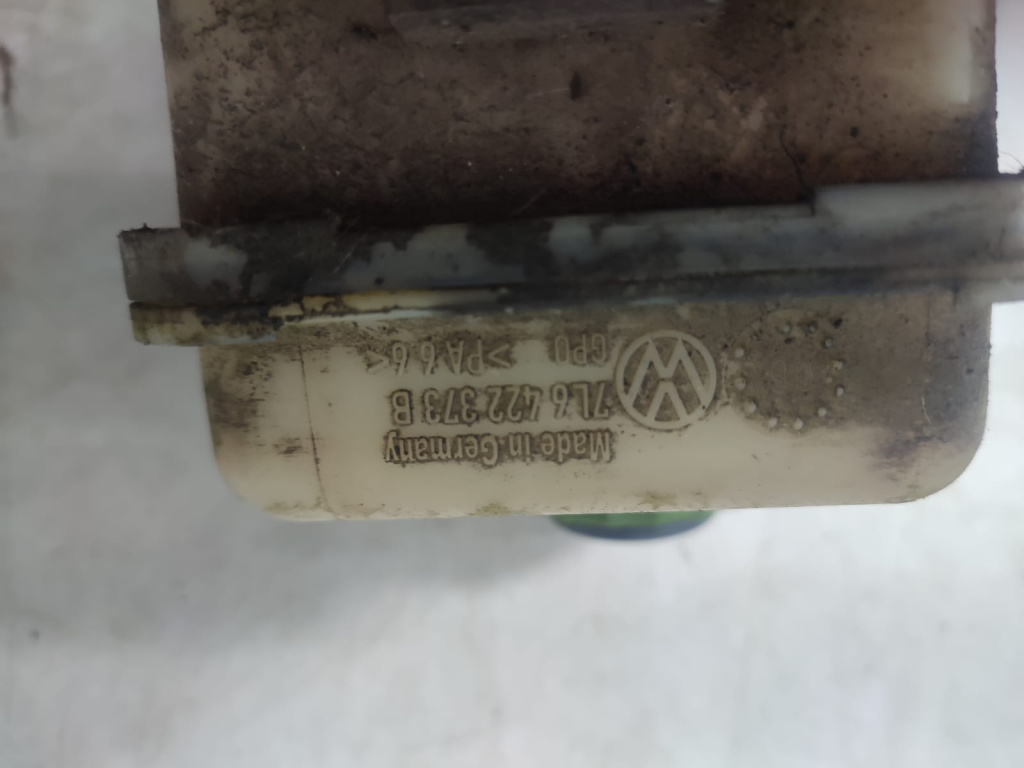 Made in Germany
7L6 422 373 B
GP0 >PA66<